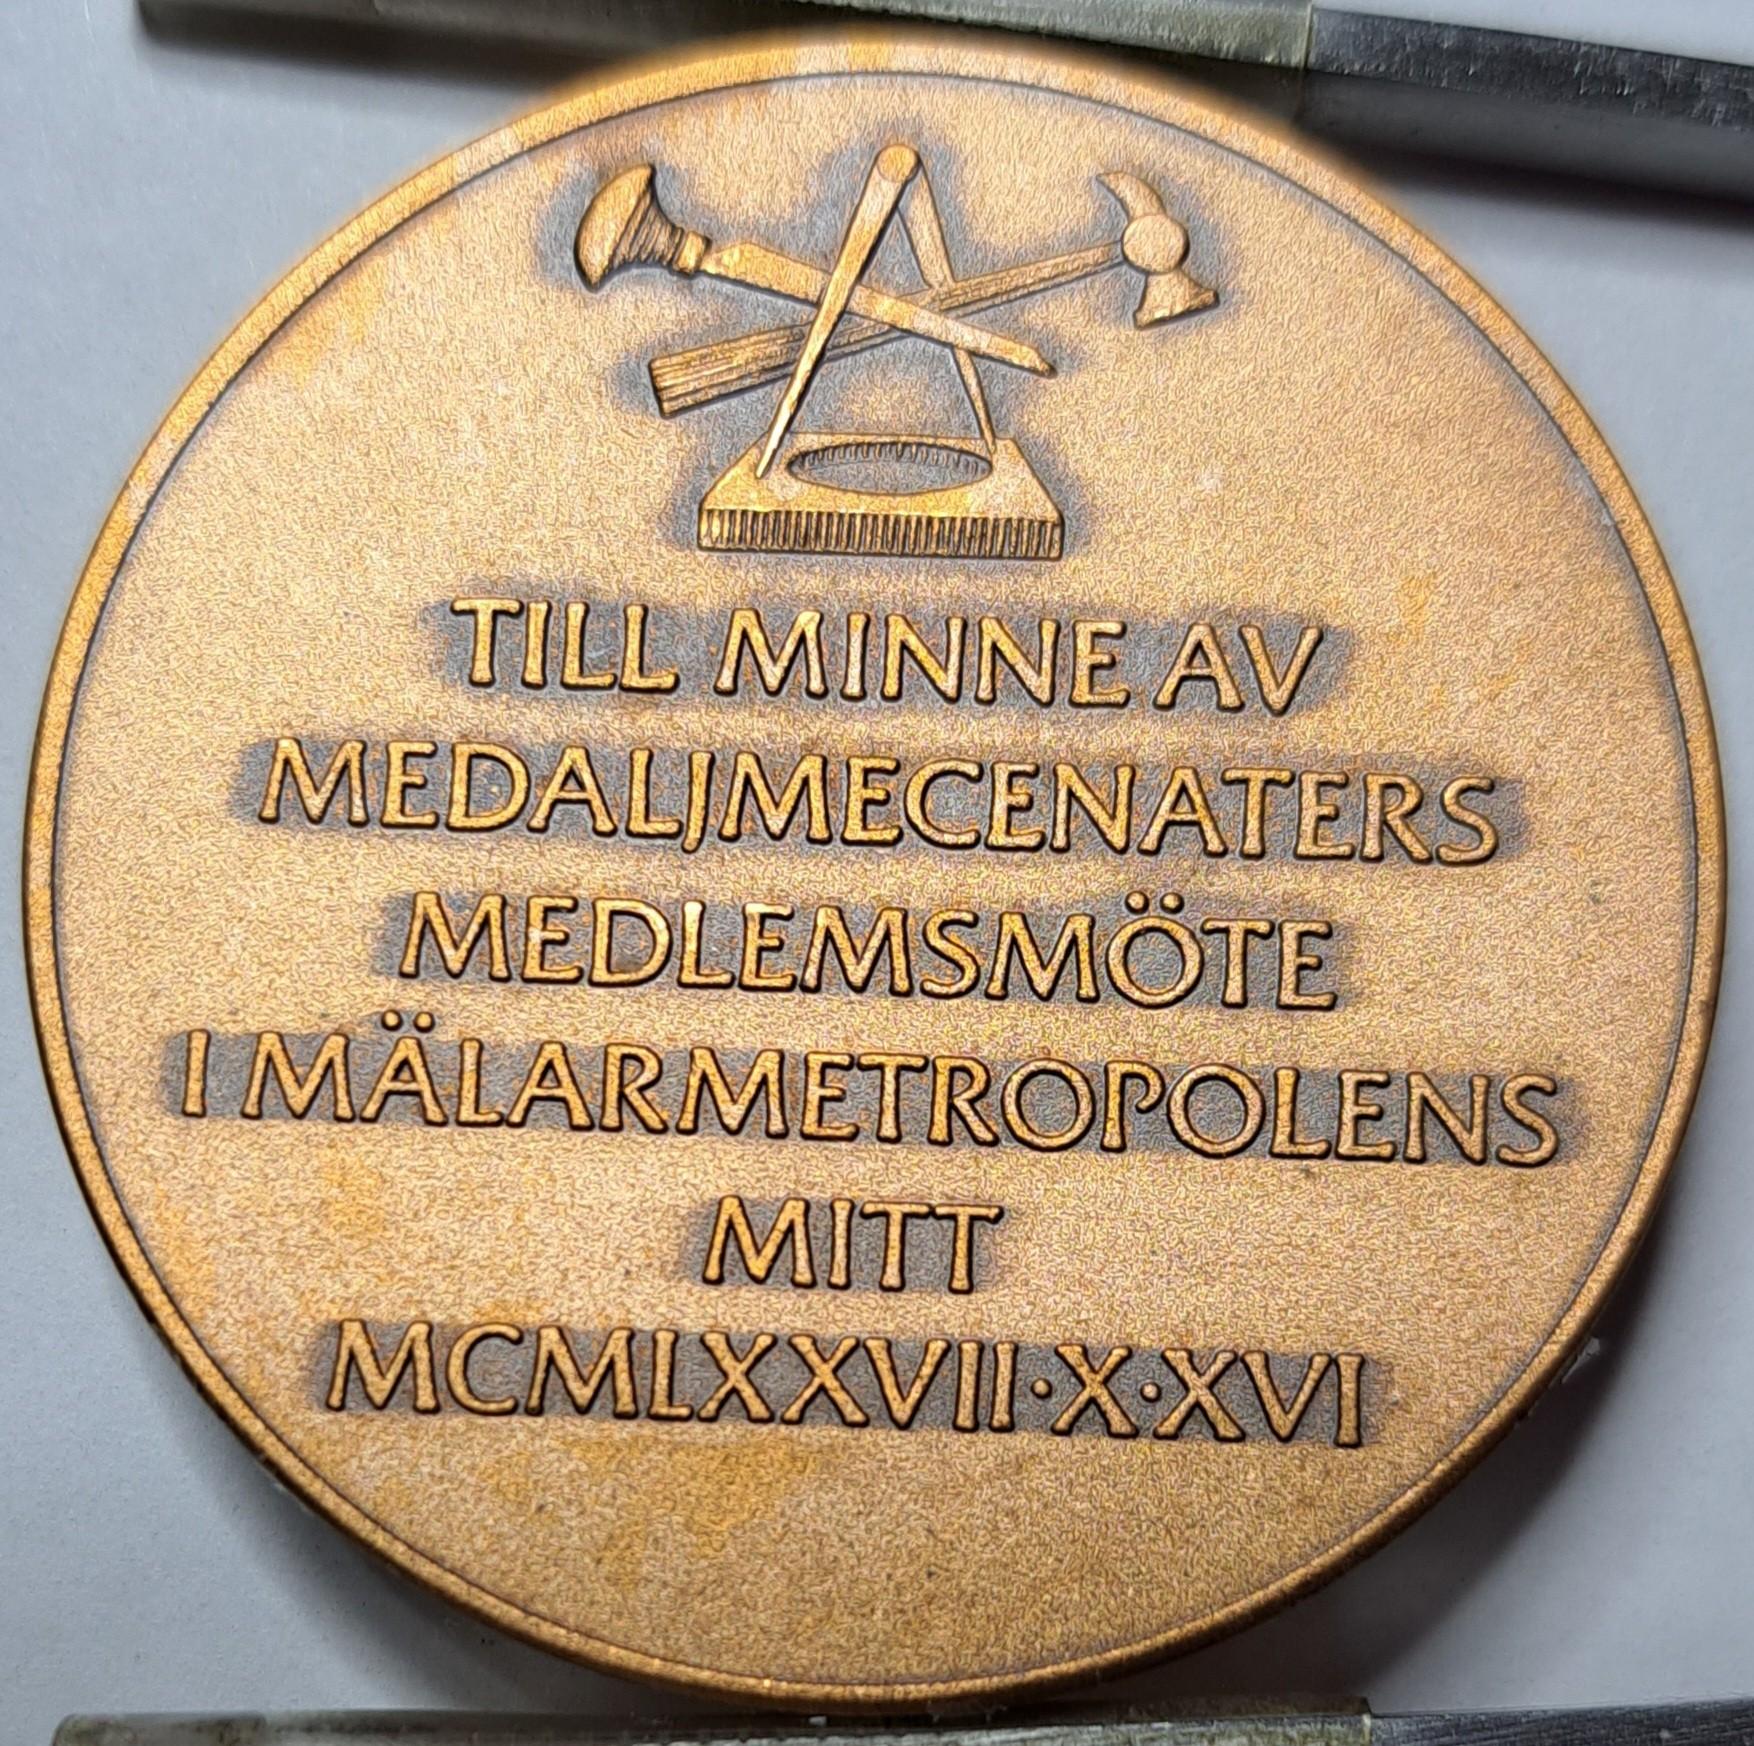 TILL MINNE AV
MEDALJMECENATERS
MEDLEMSMÖTE
I MÄLARMETROPOLENS
MITT
MCMLXXVII·X·XVI